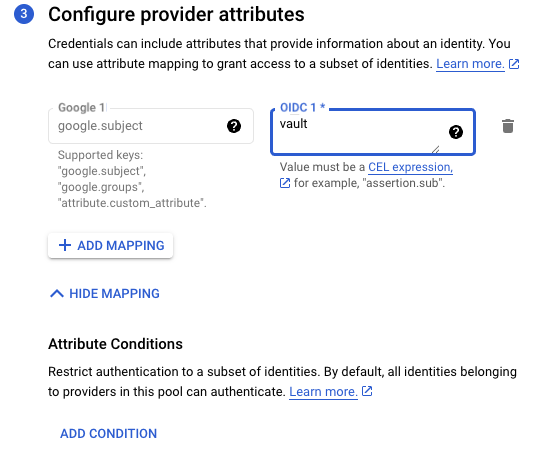 3 Configure provider attributes
Credentials can include attributes that provide information about an identity. You
can use attribute mapping to grant access to a subset of identities. Learn more.
Google 1
google.subject ?
Supported keys:
"google.subject",
"google.groups",
"attribute.custom_attribute".
OIDC 1 *
vault ?
Value must be a CEL expression,
for example, "assertion.sub".
+ ADD MAPPING
HIDE MAPPING
Attribute Conditions
Restrict authentication to a subset of identities. By default, all identities belonging
to providers in this pool can authenticate. Learn more.
ADD CONDITION